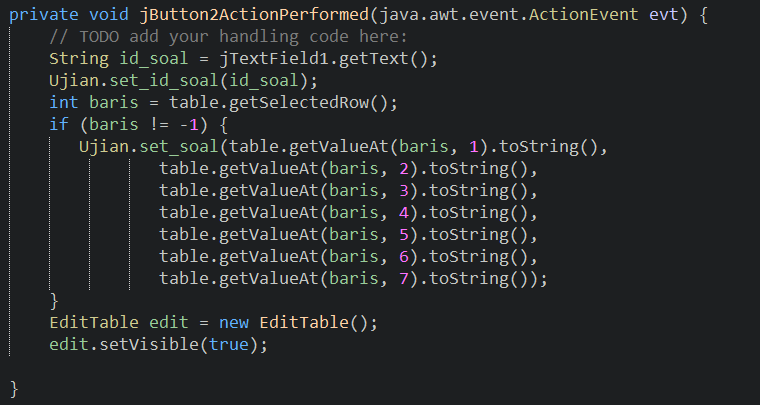 private void jButton2ActionPerformed(java.awt.event.ActionEvent evt) {
// TODO add your handling code here:
String id_soal = jTextField1.getText();
Ujian.set_id_soal(id_soal);
int baris = table.getSelectedRow();
if (baris != -1) {
Ujian.set_soal(table.getValueAt(baris, 1).toString(),
table.getValueAt(baris, 2).toString(),
table.getValueAt(baris, 3).toString(),
table.getValueAt(baris, 4).toString(),
table.getValueAt(baris, 5).toString(),
table.getValueAt(baris, 6).toString(),
table.getValueAt(baris, 7).toString());
}
EditTable edit = new EditTable();
edit.setVisible(true);
}